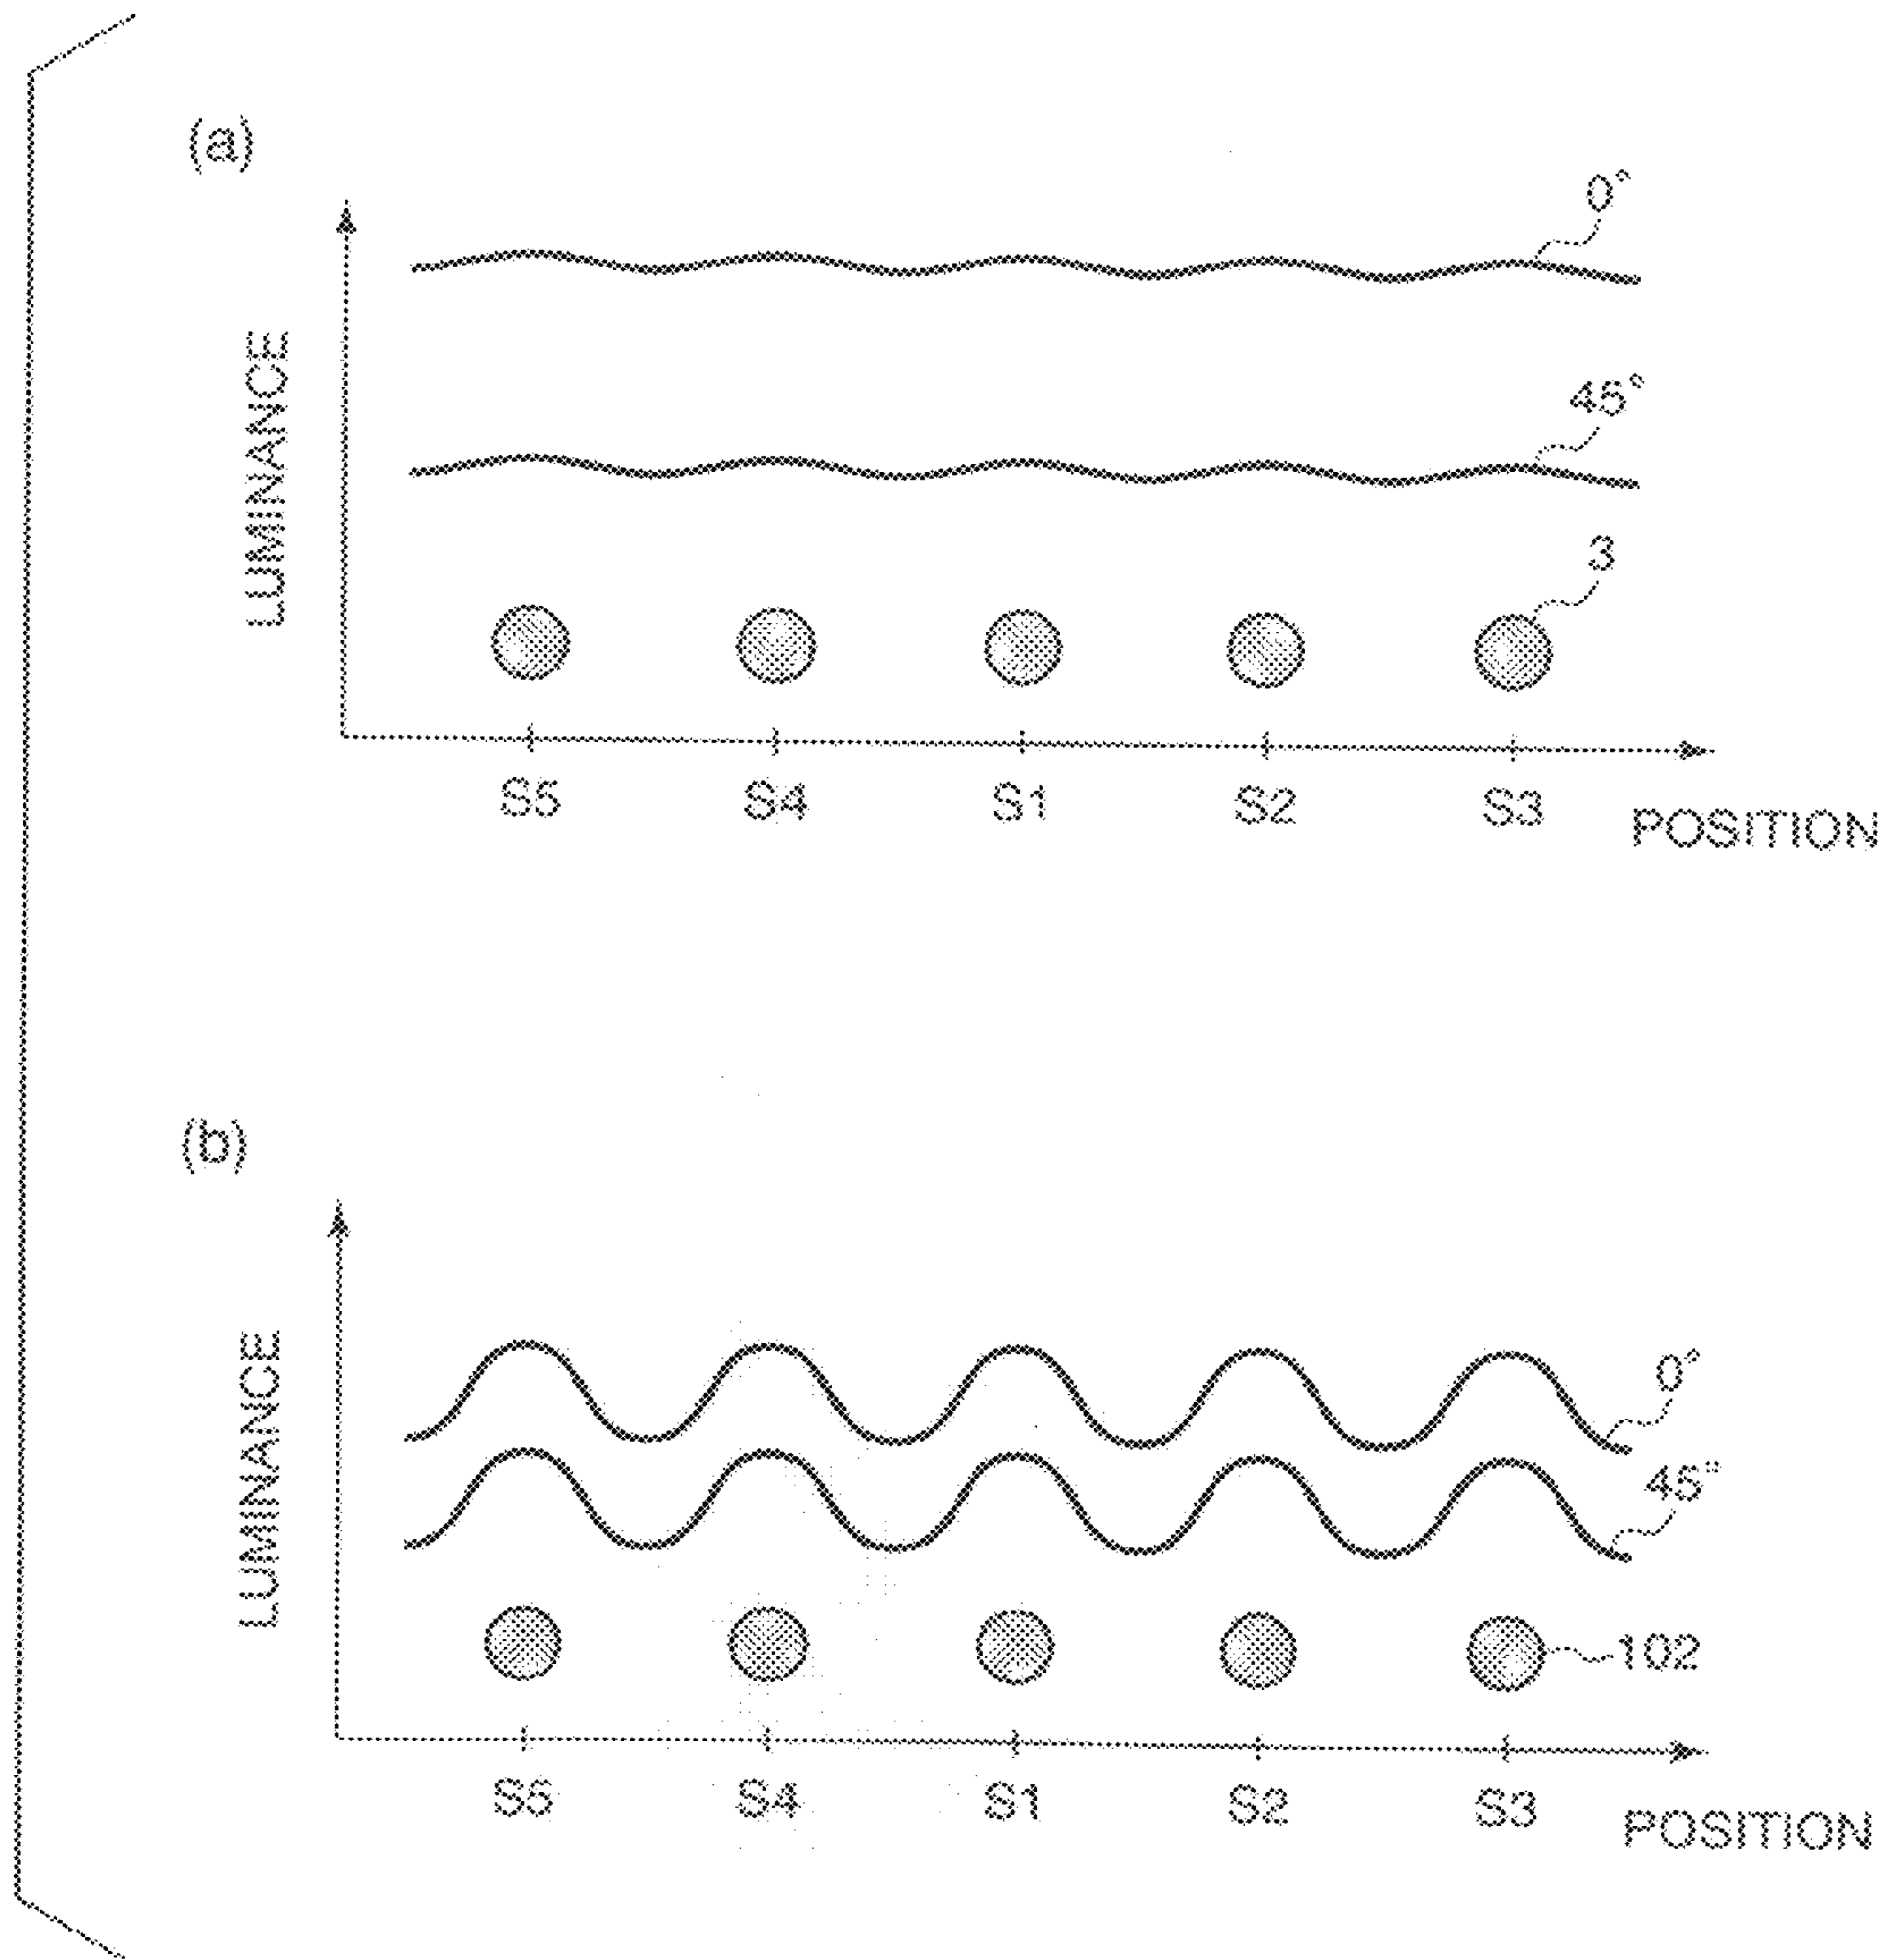 (a)
0°
45°
3
LUMINANCE
S5 S4 S1 S2 S3
POSITION
(b)
0°
45°
102
LUMINANCE
S5 S4 S1 S2 S3
POSITION